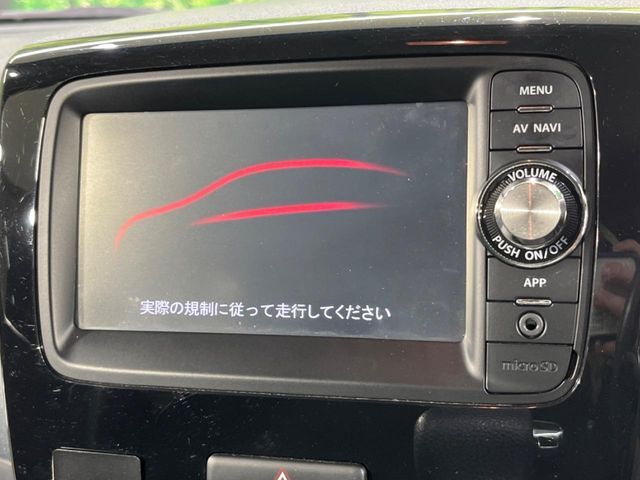 MENU
AV NAVI
VOLUME
PUSH ON/OFF
APP
microSD
実際の規制に従って走行してください